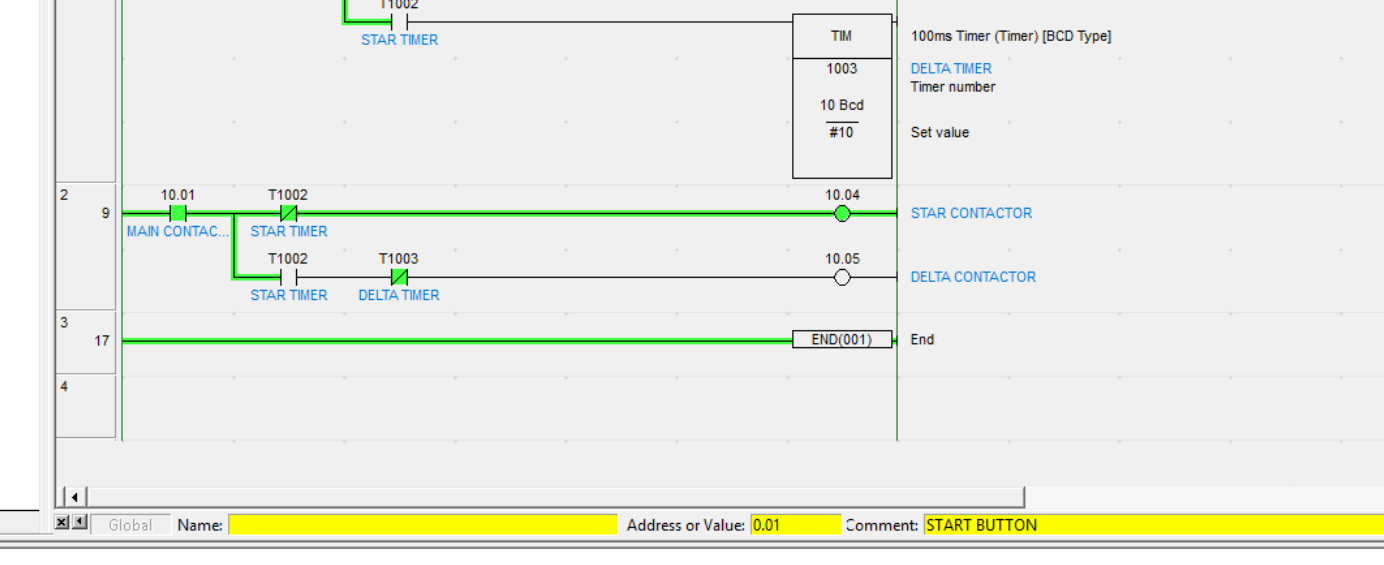 T1002
STAR TIMER
TIM
100ms Timer (Timer) [BCD Type]
1003
DELTA TIMER
Timer number
10 Bcd
#10
Set value
2
9
10.01
T1002
10.04
MAIN CONTAC...
STAR TIMER
STAR CONTACTOR
T1002
T1003
10.05
STAR TIMER
DELTA TIMER
DELTA CONTACTOR
3
17
END(001)
End
4
Global
Name:
Address or Value: 0.01
Comment: START BUTTON